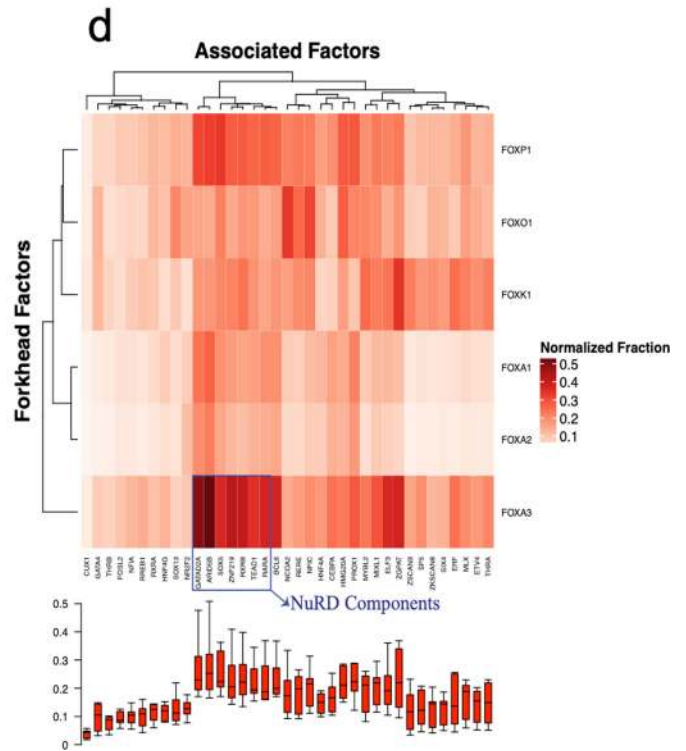 d
Associated Factors
Forkhead Factors
FOXP1
FOXO1
FOXK1
FOXA1
FOXA2
FOXA3
Normalized Fraction
0.5
0.4
0.3
0.2
0.1
CUX1 GATA4 THRB FOSL2 NFIA RREB1 RXRA HNF4G SOX13 NR2F2 GATAD2A ARID5B SOX5 ZNF219 RXRB TEAD1 RARA BCL6 NCOA2 RERE NFIC HNF4A CEBPA HMG20A PROX1 MYBL2 MIXL1 ELF3 ZGPAT ZSCAN9 SP5 ZKSCAN8 SIX4 ERF MLX ETV4 THRA
NuRD Components
0.5
0.4
0.3
0.2
0.1
0